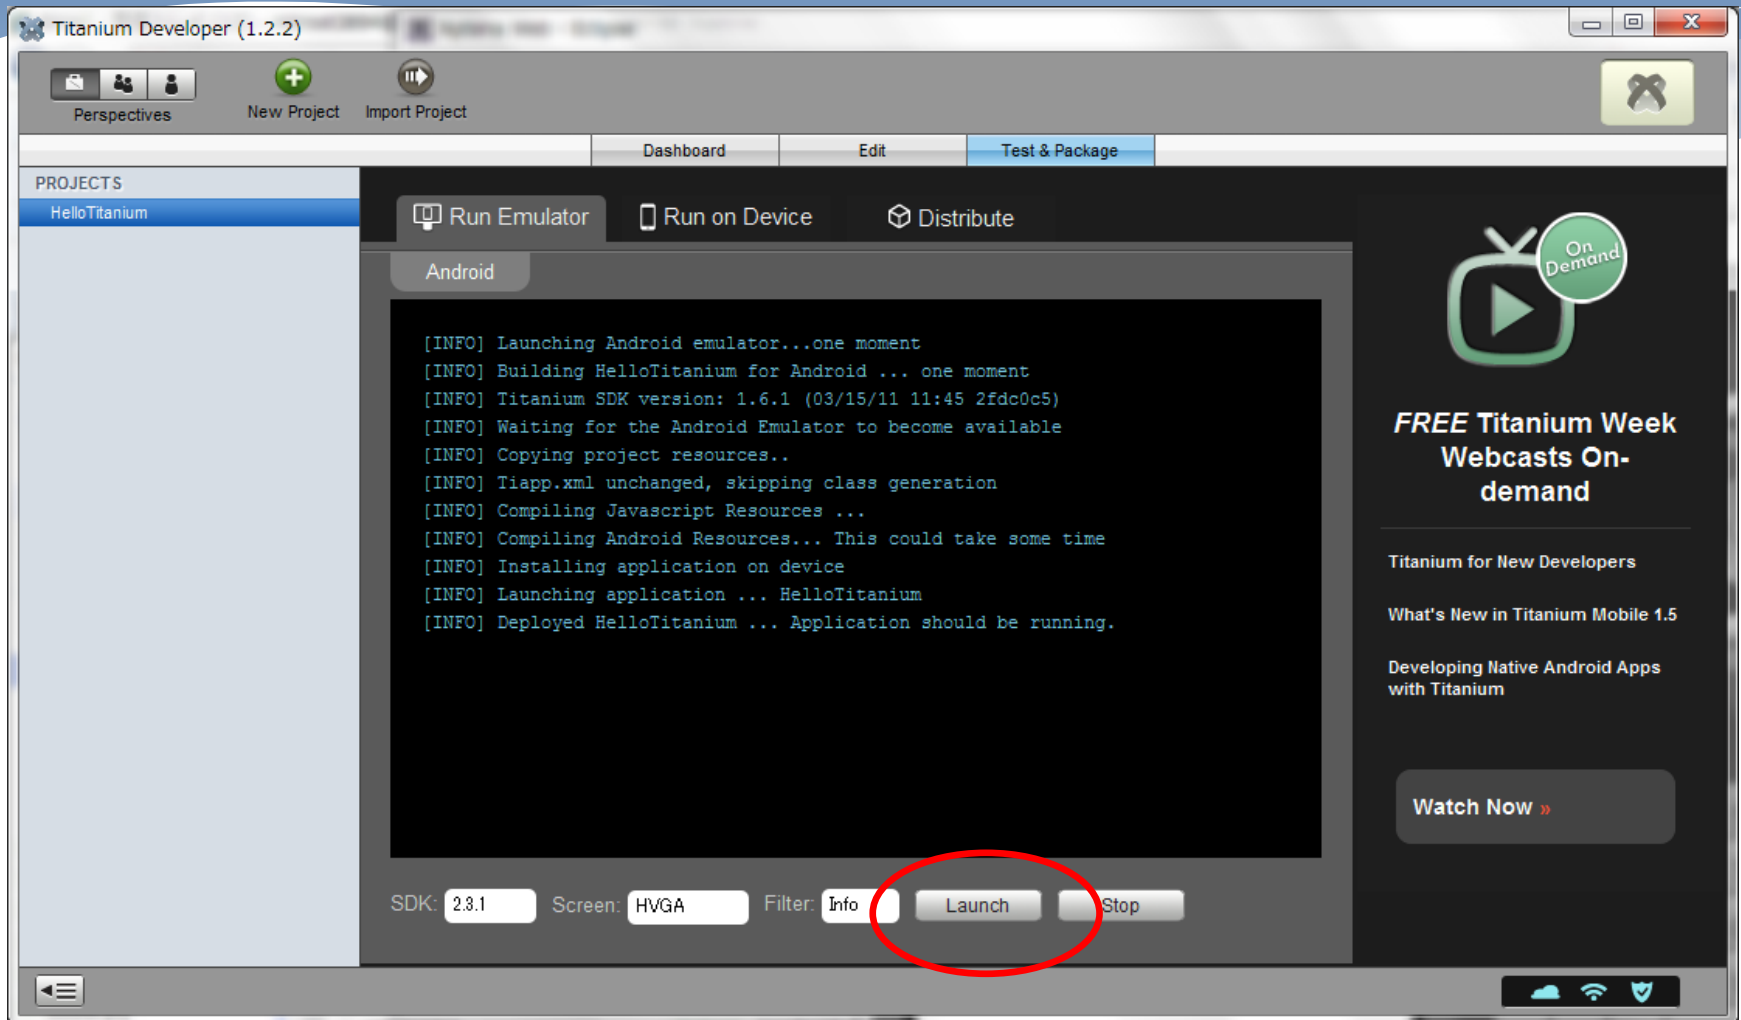 Titanium Developer (1.2.2)
Perspectives
New Project
Import Project
Dashboard
Edit
Test & Package
PROJECTS
HelloTitanium
Run Emulator
Run on Device
Distribute
Android
[INFO] Launching Android emulator...one moment
[INFO] Building HelloTitanium for Android ... one moment
[INFO] Titanium SDK version: 1.6.1 (03/15/11 11:45 2fdc0c5)
[INFO] Waiting for the Android Emulator to become available
[INFO] Copying project resources..
[INFO] Tiapp.xml unchanged, skipping class generation
[INFO] Compiling Javascript Resources ...
[INFO] Compiling Android Resources... This could take some time
[INFO] Installing application on device
[INFO] Launching application ... HelloTitanium
[INFO] Deployed HelloTitanium ... Application should be running.
SDK: 2.3.1
Screen: HVGA
Filter: Info
Launch
Stop
On
Demand
FREE Titanium Week
Webcasts On-
demand
Titanium for New Developers
What's New in Titanium Mobile 1.5
Developing Native Android Apps
with Titanium
Watch Now »